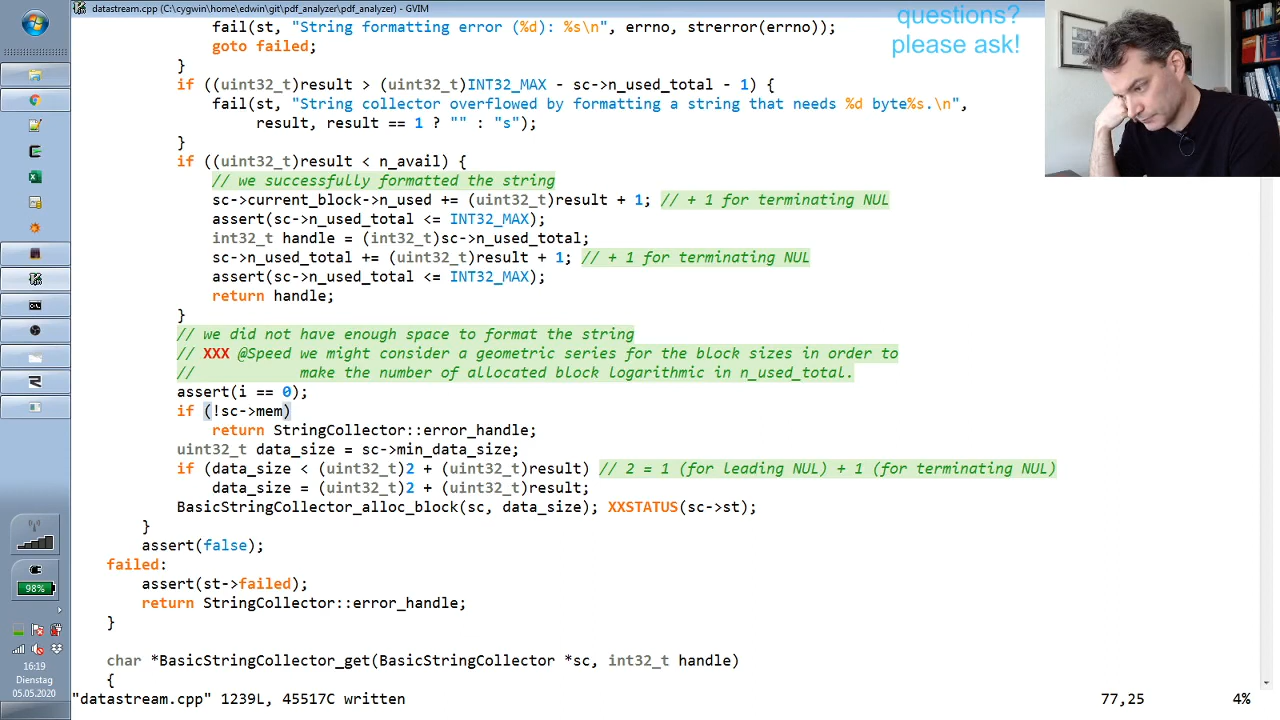 datastream.cpp (C:\cygwin\home\edwin\git\pdf_analyzer) - GVIM
questions?
please ask!
fail(st, "String formatting error (%d): %s\n", errno, strerror(errno));
goto failed;
}
if ((uint32_t)result > (uint32_t)INT32_MAX - sc->n_used_total - 1) {
fail(st, "String collector overflowed by formatting a string that needs %d byte%s.\n",
result, result == 1 ? "" : "s");
}
if ((uint32_t)result < n_avail) {
// we successfully formatted the string
sc->current_block->n_used += (uint32_t)result + 1; // + 1 for terminating NUL
assert(sc->n_used_total <= INT32_MAX);
int32_t handle = (int32_t)sc->n_used_total;
sc->n_used_total += (uint32_t)result + 1; // + 1 for terminating NUL
assert(sc->n_used_total <= INT32_MAX);
return handle;
}
// we did not have enough space to format the string
// XXX @Speed we might consider a geometric series for the block sizes in order to
// make the number of allocated block logarithmic in n_used_total.
assert(i == 0);
if (!sc->mem)
return StringCollector::error_handle;
uint32_t data_size = sc->min_data_size;
if (data_size < (uint32_t)2 + (uint32_t)result) // 2 = 1 (for leading NUL) + 1 (for terminating NUL)
data_size = (uint32_t)2 + (uint32_t)result;
BasicStringCollector_alloc_block(sc, data_size); XXSTATUS(sc->st);
}
assert(false);
failed:
assert(st->failed);
return StringCollector::error_handle;
}
char *BasicStringCollector_get(BasicStringCollector *sc, int32_t handle)
{
"datastream.cpp" 1239L, 45517C written 77,25 4%
98%
16:19
Dienstag
05.05.2020